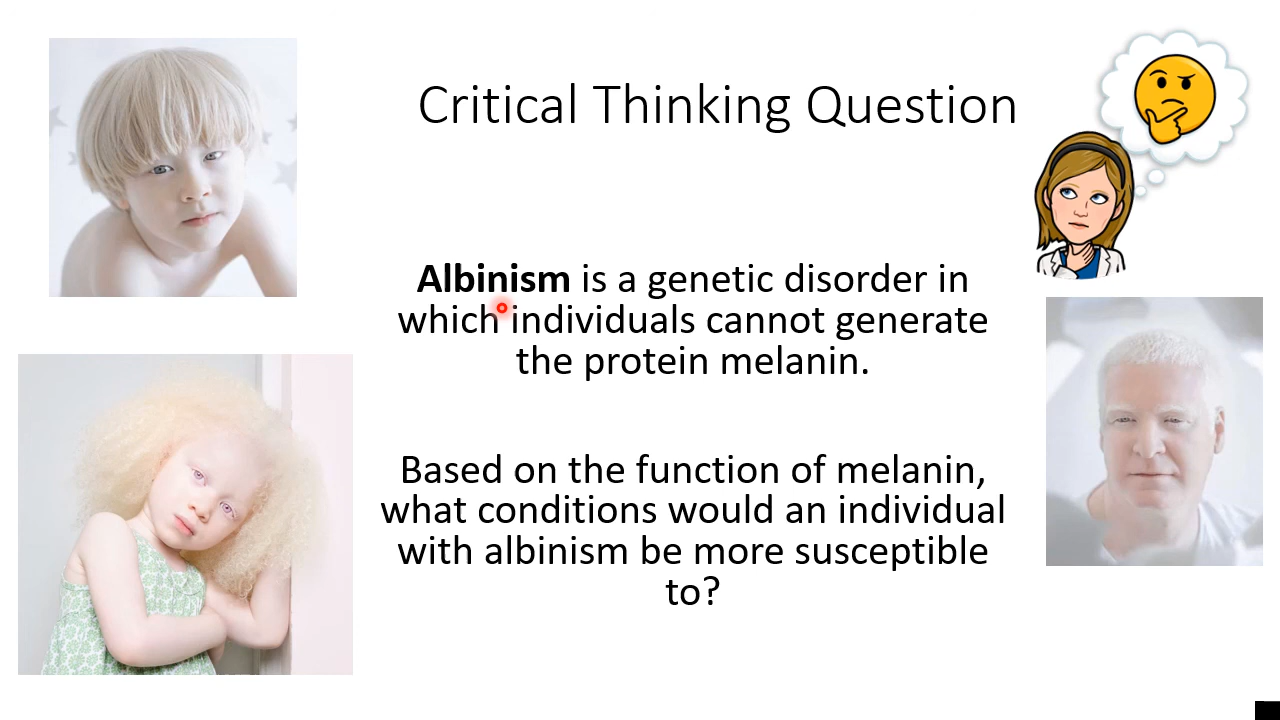 Critical Thinking Question
Albinism is a genetic disorder in
which individuals cannot generate
the protein melanin.
Based on the function of melanin,
what conditions would an individual
with albinism be more susceptible
to?